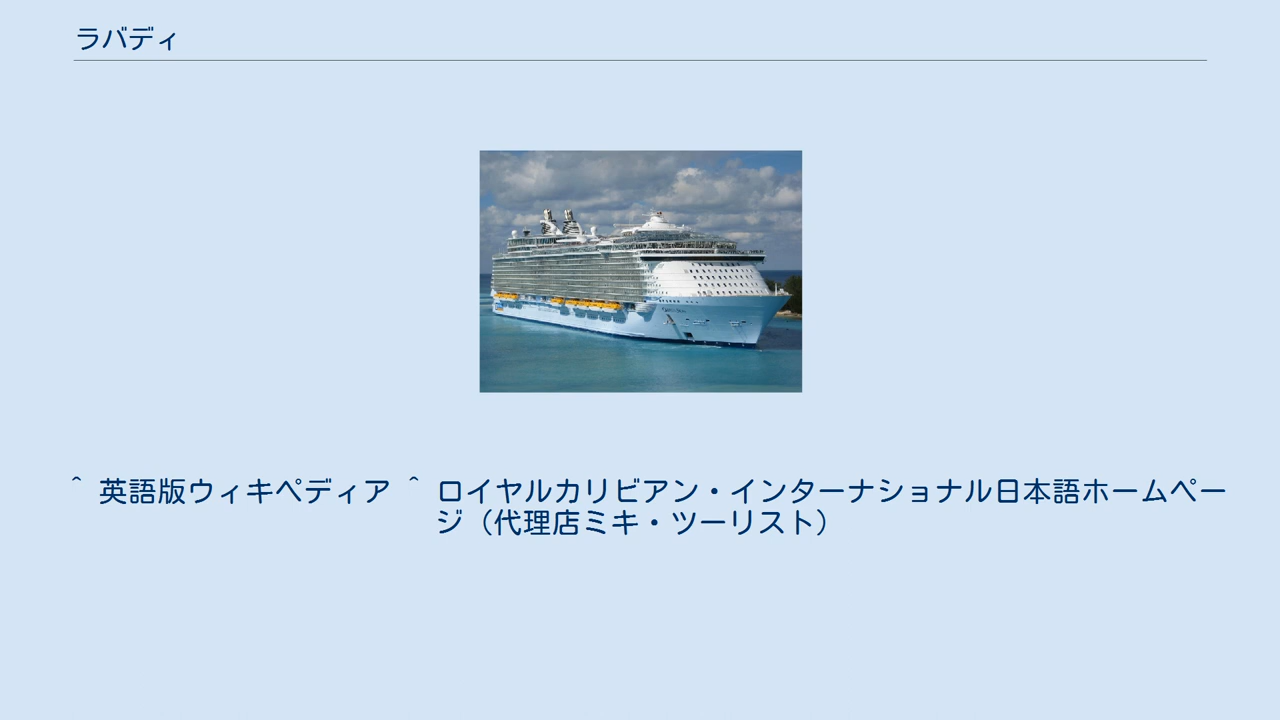 ラバディ
^ 英語版ウィキペディア ^ ロイヤルカリビアン・インターナショナル日本語ホームペー
ジ（代理店ミキ・ツーリスト）